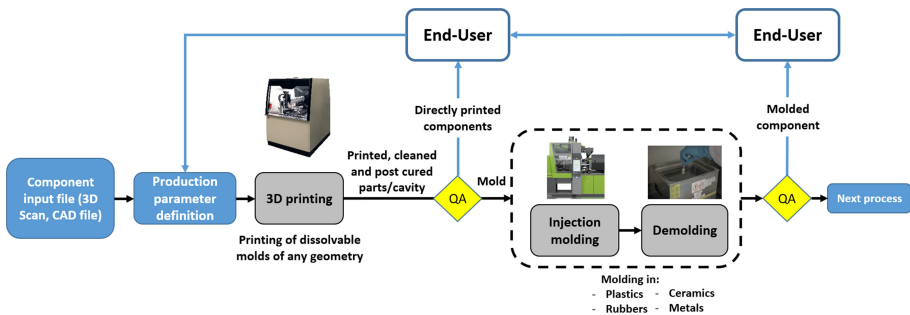 End-User
End-User
Directly printed
components
Molded
component
Printed, cleaned
and post cured
parts/cavity
Mold
Component
input file (3D
Scan, CAD file)
Production
parameter
definition
3D printing
QA
Injection
molding
Demolding
QA
Next process
Printing of dissolvable
molds of any geometry
Molding in:
- Plastics - Ceramics
- Rubbers - Metals